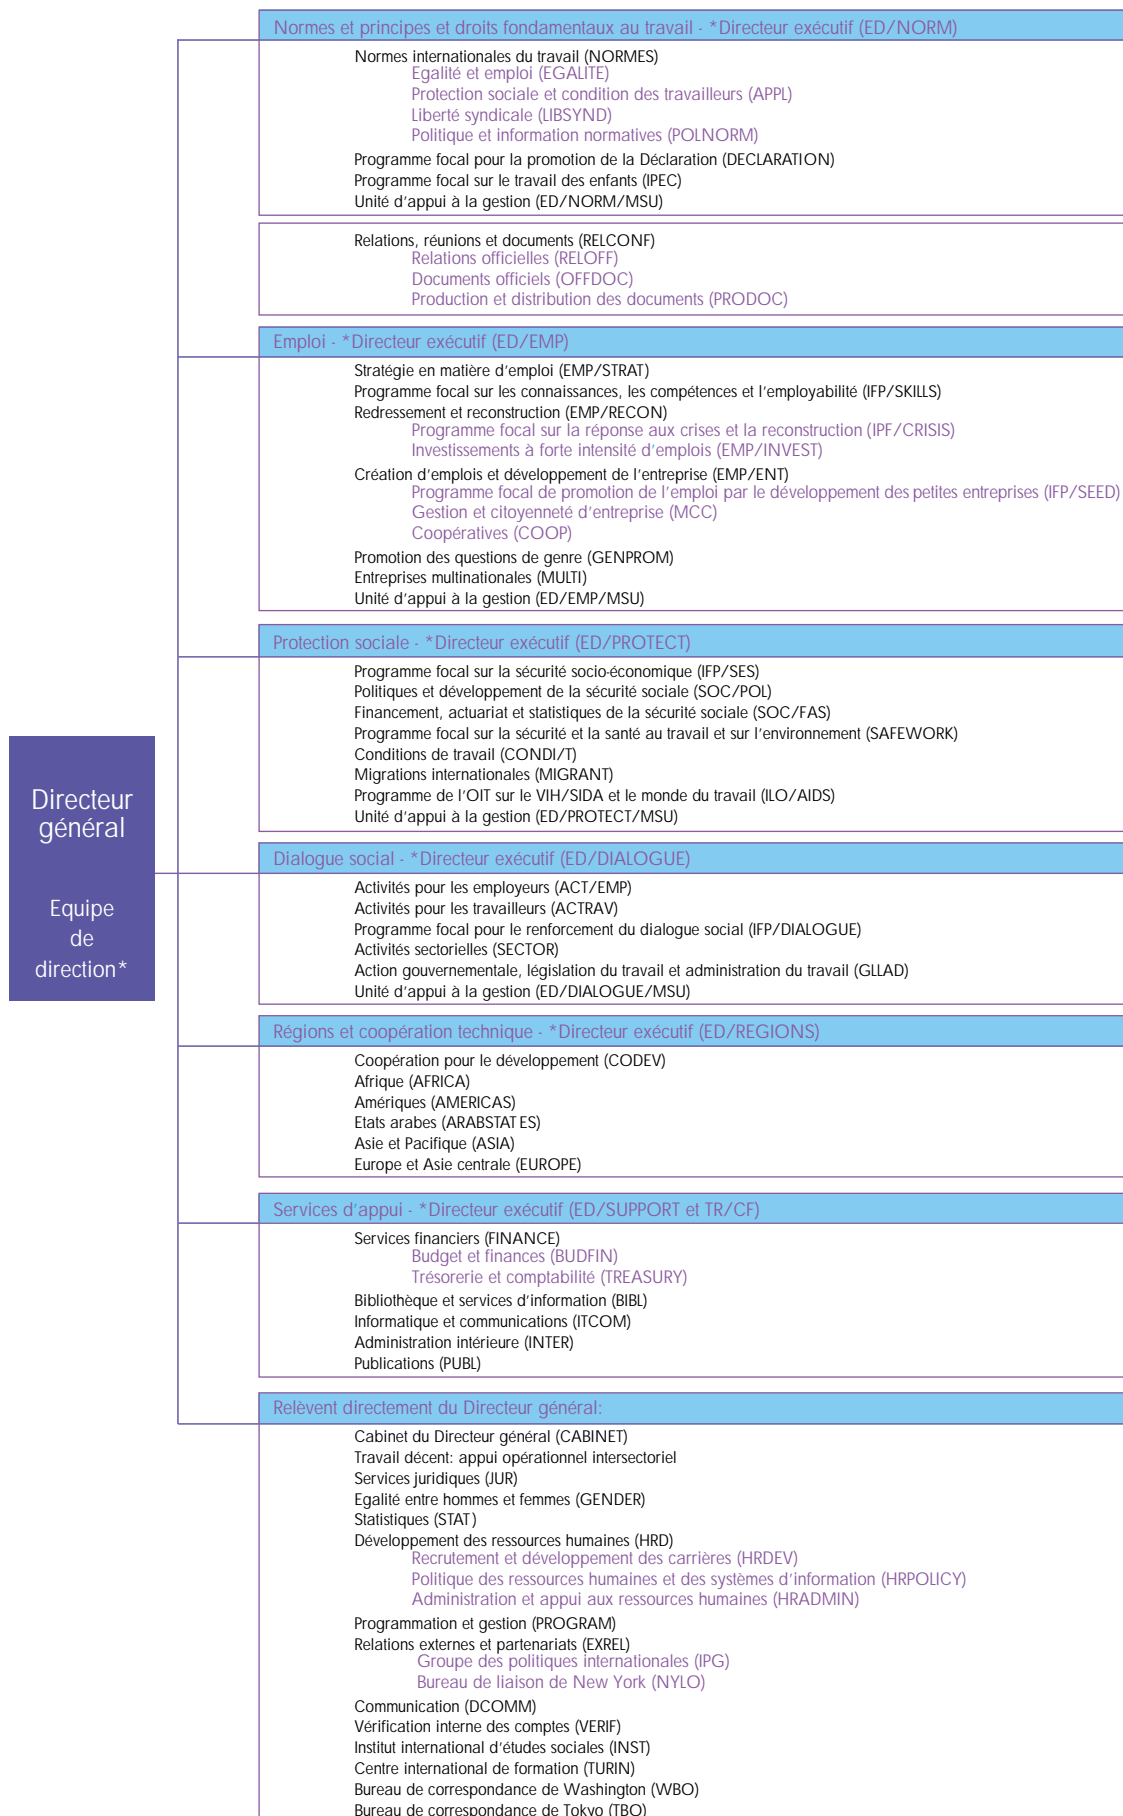 Normes et principes et droits fondamentaux au travail - *Directeur exécutif (ED/NORM)
Normes internationales du travail (NORMES)
Egalité et emploi (EGALITE)
Protection sociale et condition des travailleurs (APPL)
Liberté syndicale (LIBSYND)
Politique et information normatives (POLNORM)
Programme focal pour la promotion de la Déclaration (DECLARATION)
Programme focal sur le travail des enfants (IPEC)
Unité d'appui à la gestion (ED/NORM/MSU)
Relations, réunions et documents (RELCONF)
Relations officielles (RELOFF)
Documents officiels (OFFDOC)
Production et distribution des documents (PRODOC)
Emploi - *Directeur exécutif (ED/EMP)
Stratégie en matière d'emploi (EMP/STRAT)
Programme focal sur les connaissances, les compétences et l'employabilité (IFP/SKILLS)
Redressement et reconstruction (EMP/RECON)
Programme focal sur la réponse aux crises et la reconstruction (IPF/CRISIS)
Investissements à forte intensité d'emplois (EMP/INVEST)
Création d'emplois et développement de l'entreprise (EMP/ENT)
Programme focal de promotion de l'emploi par le développement des petites entreprises (IFP/SEED)
Gestion et citoyenneté d'entreprise (MCC)
Coopératives (COOP)
Promotion des questions de genre (GENPROM)
Entreprises multinationales (MULTI)
Unité d'appui à la gestion (ED/EMP/MSU)
Protection sociale - *Directeur exécutif (ED/PROTECT)
Programme focal sur la sécurité socio-économique (IFP/SES)
Politiques et développement de la sécurité sociale (SOC/POL)
Financement, actuariat et statistiques de la sécurité sociale (SOC/FAS)
Programme focal sur la sécurité et la santé au travail et sur l'environnement (SAFEWORK)
Conditions de travail (CONDI/T)
Migrations internationales (MIGRANT)
Programme de l'OIT sur le VIH/SIDA et le monde du travail (ILO/AIDS)
Unité d'appui à la gestion (ED/PROTECT/MSU)
Directeur
général
Equipe
de
direction*
Dialogue social - *Directeur exécutif (ED/DIALOGUE)
Activités pour les employeurs (ACT/EMP)
Activités pour les travailleurs (ACTRAV)
Programme focal pour le renforcement du dialogue social (IFP/DIALOGUE)
Activités sectorielles (SECTOR)
Action gouvernementale, législation du travail et administration du travail (GLLAD)
Unité d'appui à la gestion (ED/DIALOGUE/MSU)
Régions et coopération technique - *Directeur exécutif (ED/REGIONS)
Coopération pour le développement (CODEV)
Afrique (AFRICA)
Amériques (AMERICAS)
Etats arabes (ARABSTATES)
Asie et Pacifique (ASIA)
Europe et Asie centrale (EUROPE)
Services d'appui - *Directeur exécutif (ED/SUPPORT et TR/CF)
Services financiers (FINANCE)
Budget et finances (BUDFIN)
Trésorerie et comptabilité (TREASURY)
Bibliothèque et services d'information (BIBL)
Informatique et communications (ITCOM)
Administration intérieure (INTER)
Publications (PUBL)
Relèvent directement du Directeur général:
Cabinet du Directeur général (CABINET)
Travail décent: appui opérationnel intersectoriel
Services juridiques (JUR)
Egalité entre hommes et femmes (GENDER)
Statistiques (STAT)
Développement des ressources humaines (HRD)
Recrutement et développement des carrières (HRDEV)
Politique des ressources humaines et des systèmes d'information (HRPOLICY)
Administration et appui aux ressources humaines (HRADMIN)
Programmation et gestion (PROGRAM)
Relations externes et partenariats (EXREL)
Groupe des politiques internationales (IPG)
Bureau de liaison de New York (NYLO)
Communication (DCOMM)
Vérification interne des comptes (VERIF)
Institut international d'études sociales (INST)
Centre international de formation (TURIN)
Bureau de correspondance de Washington (WBO)
Bureau de correspondance de Tokyo (TBO)